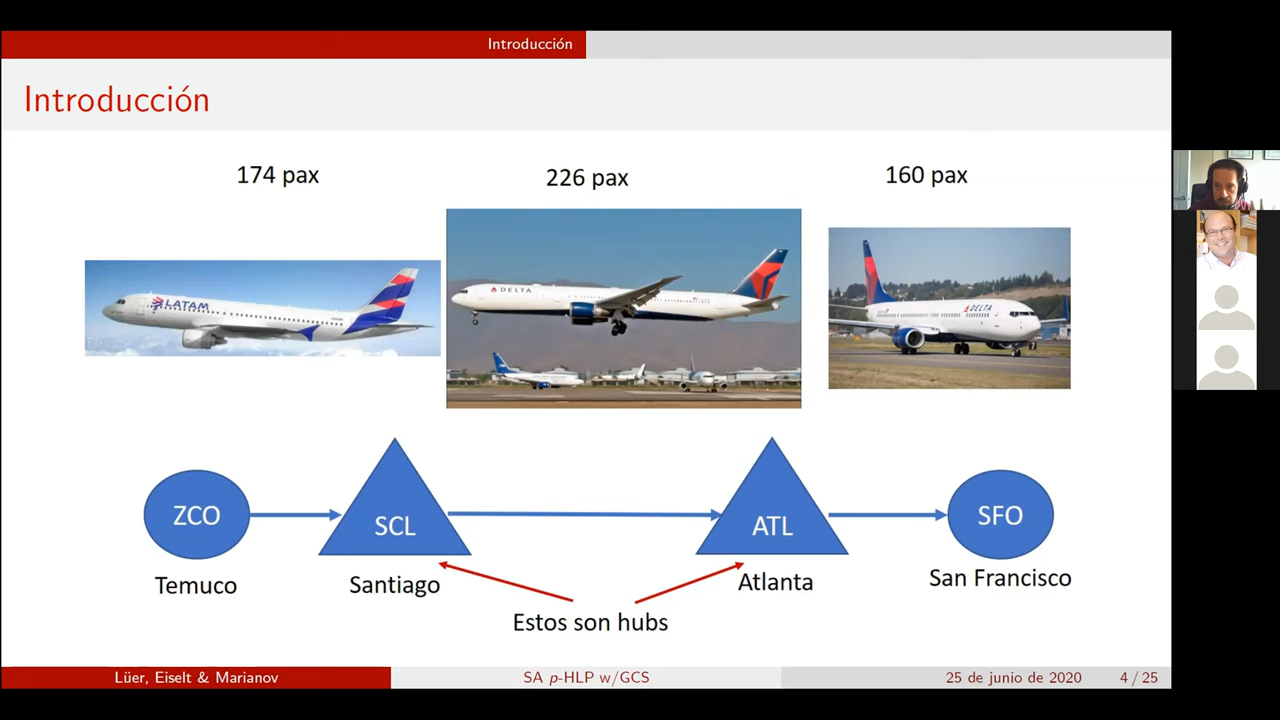 Introducción
Introducción
174 pax
226 pax
160 pax
LATAM
DELTA
DELTA
ZCO
SCL
ATL
SFO
Temuco
Santiago
Atlanta
San Francisco
Estos son hubs
Lüer, Eiselt & Marianov
SA p-HLP w/GCS
25 de junio de 2020
4 / 25